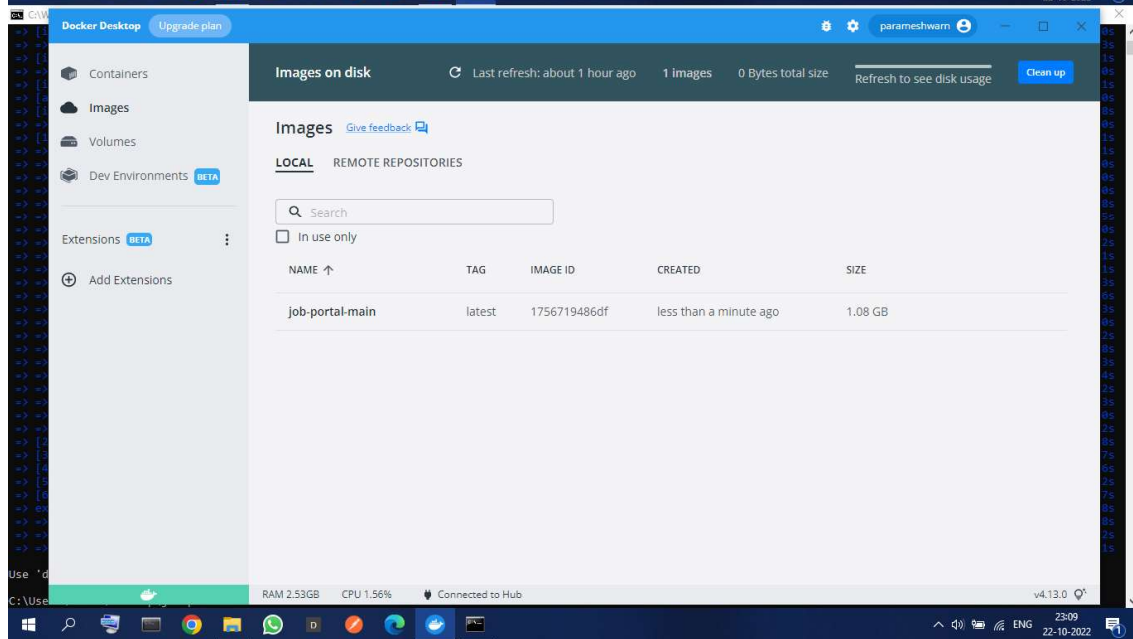 C:\W
Docker Desktop Upgrade plan parameshwarn
Containers
Images
Volumes
Dev Environments BETA
Extensions BETA
Add Extensions
Images on disk Last refresh: about 1 hour ago 1 images 0 Bytes total size Refresh to see disk usage Clean up
Images Give feedback
LOCAL REMOTE REPOSITORIES
Search
In use only
NAME TAG IMAGE ID CREATED SIZE
job-portal-main latest 1756719486df less than a minute ago 1.08 GB
Use 'd
C:\Use
RAM 2.53GB CPU 1.56% Connected to Hub v4.13.0
ENG 23:09
22-10-2022